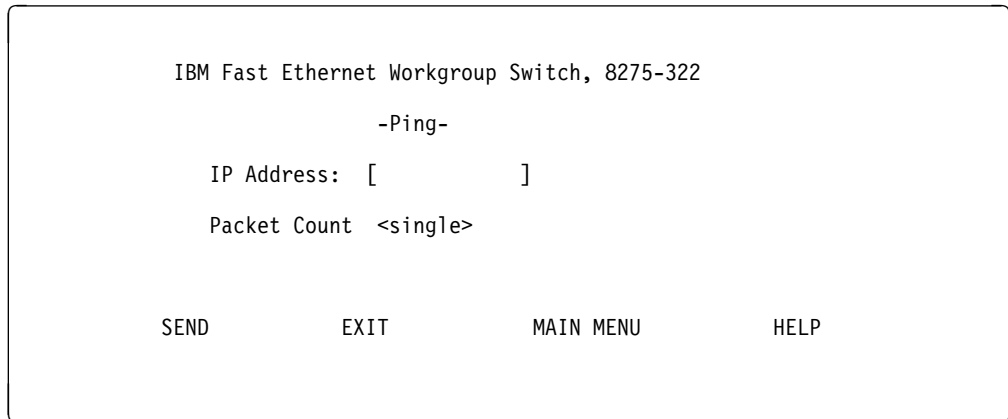 IBM Fast Ethernet Workgroup Switch, 8275-322
-Ping-
IP Address: [ ]
Packet Count <single>
SEND EXIT MAIN MENU HELP